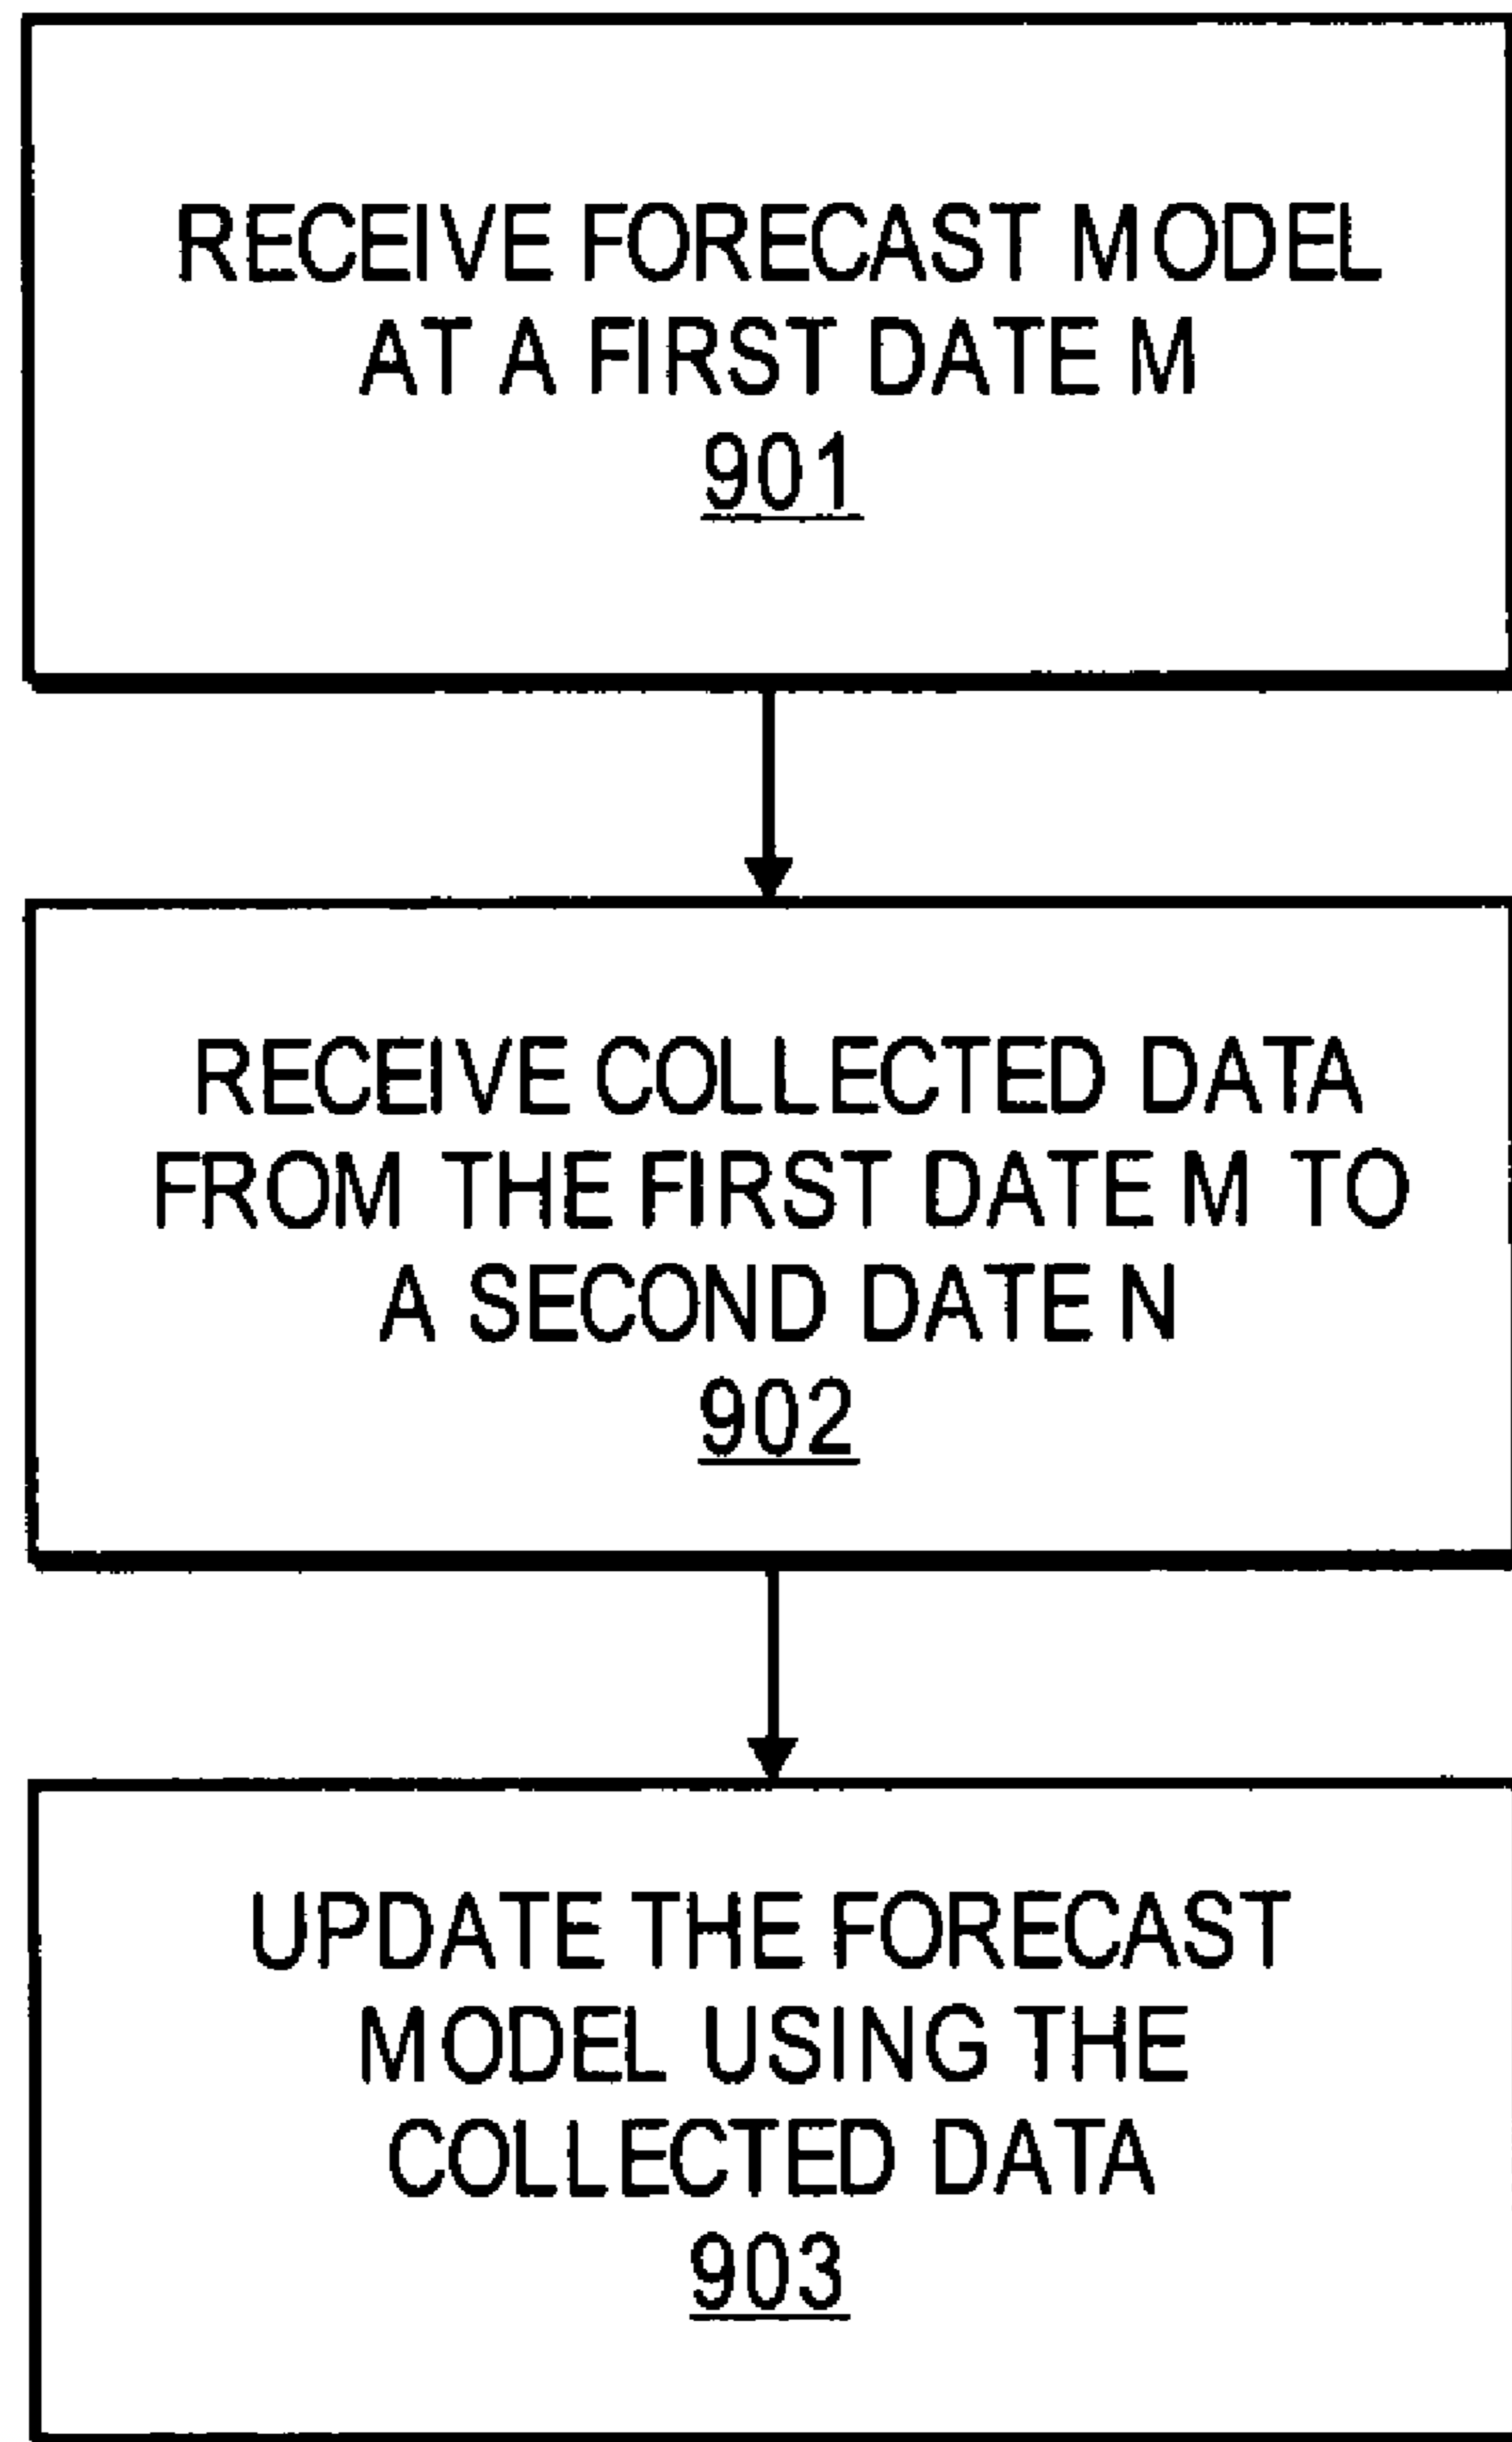 RECEIVE FORECAST MODEL
AT A FIRST DATE M
901
RECEIVE COLLECTED DATA
FROM THE FIRST DATE M TO
A SECOND DATE N
902
UPDATE THE FORECAST
MODEL USING THE
COLLECTED DATA
903